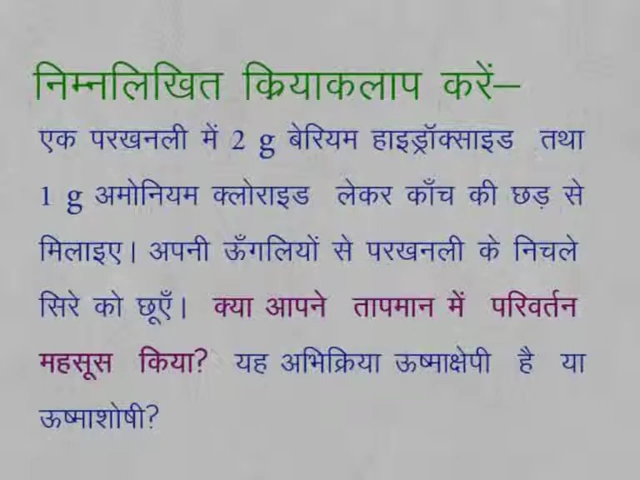 निम्नलिखित क्रियाकलाप करें–
एक परखनली में 2 g बेरियम हाइड्रॉक्साइड तथा
1 g अमोनियम क्लोराइड लेकर काँच की छड़ से
मिलाइए। अपनी ऊँगलियों से परखनली के निचले
सिरे को छूएँ। क्या आपने तापमान में परिवर्तन
महसूस किया? यह अभिक्रिया ऊष्माक्षेपी है या
ऊष्माशोषी?